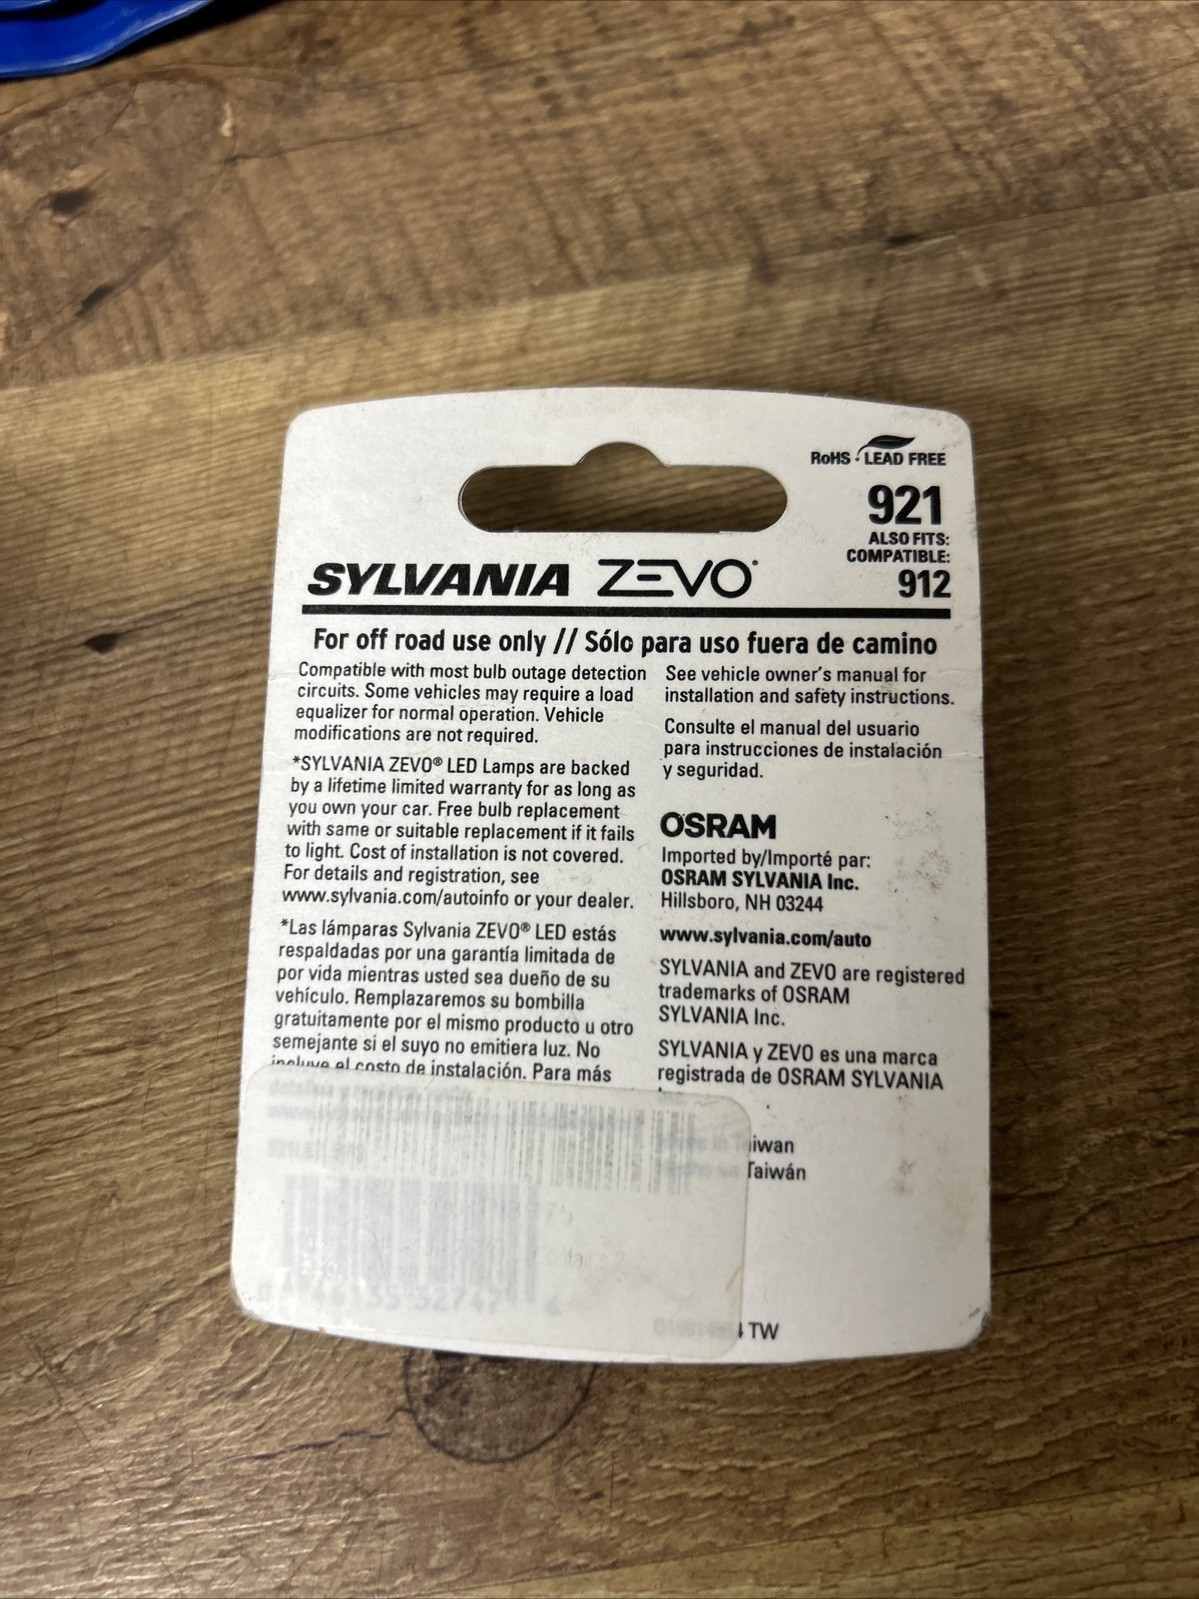 RoHS - LEAD FREE
921
ALSO FITS:
COMPATIBLE:
912
SYLVANIA ZEVO
For off road use only // Sólo para uso fuera de camino
Compatible with most bulb outage detection
circuits. Some vehicles may require a load
equalizer for normal operation. Vehicle
modifications are not required.
*SYLVANIA ZEVO® LED Lamps are backed
by a lifetime limited warranty for as long as
you own your car. Free bulb replacement
with same or suitable replacement if it fails
to light. Cost of installation is not covered.
For details and registration, see
www.sylvania.com/autoinfo or your dealer.
*Las lámparas Sylvania ZEVO® LED estás
respaldadas por una garantía limitada de
por vida mientras usted sea dueño de su
vehículo. Remplazaremos su bombilla
gratuitamente por el mismo producto u otro
semejante si el suyo no emitiera luz. No
incluye el costo de instalación. Para más
See vehicle owner's manual for
installation and safety instructions.
Consulte el manual del usuario
para instrucciones de instalación
y seguridad.
OSRAM
Imported by/Importé par:
OSRAM SYLVANIA Inc.
Hillsboro, NH 03244
www.sylvania.com/auto
SYLVANIA and ZEVO are registered
trademarks of OSRAM
SYLVANIA Inc.
SYLVANIA y ZEVO es una marca
registrada de OSRAM SYLVANIA
iwan
Taiwán
TW